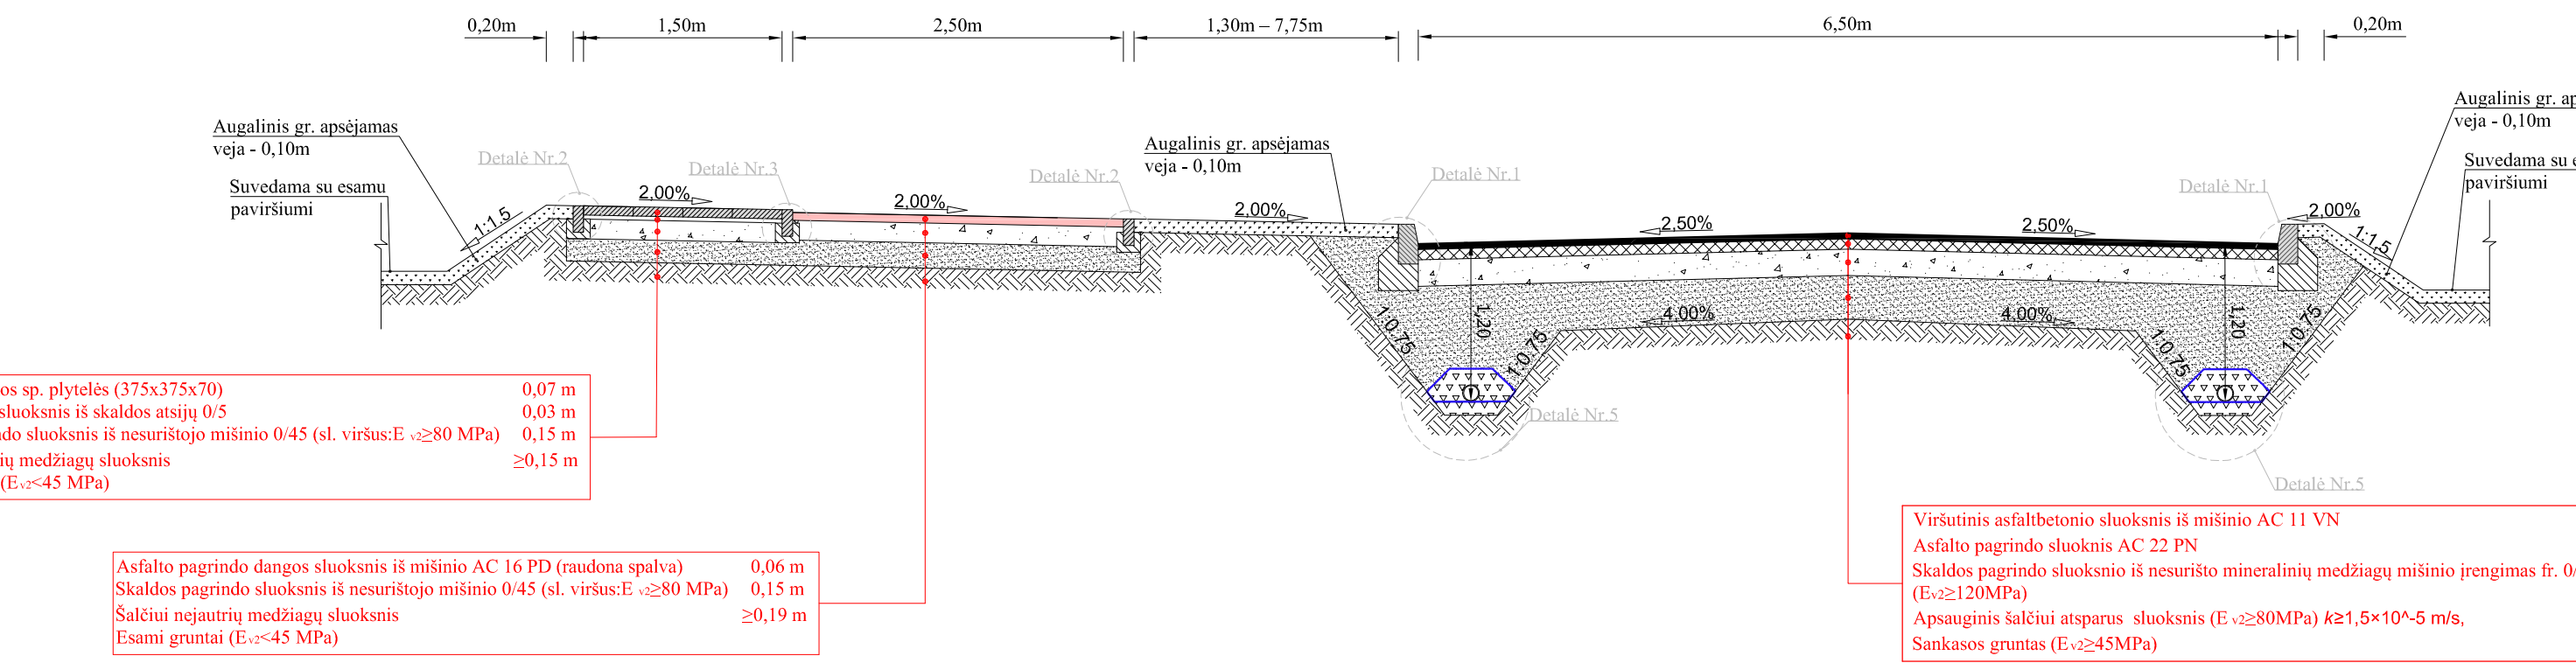 0,20m 1,50m 2,50m 1,30m – 7,75m 6,50m 0,20m
Augalinis gr. apsėjamas
veja - 0,10m
Suvedama su esamu
paviršiumi
1:1,5
Detalė Nr.2
2,00%
Detalė Nr.3
2,00%
Detalė Nr.2
Augalinis gr. apsėjamas
veja - 0,10m
2,00%
Detalė Nr.1
2,50%
2,50%
Detalė Nr.1
2,00%
1:1,5
Augalinis gr. ap
veja - 0,10m
Suvedama su e
paviršiumi
1:0.75
1,20
1:0.75
4,00%
4,00%
1:0.75
1,20
1:0.75
Detalė Nr.5
Detalė Nr.5
os sp. plytelės (375x375x70) 0,07 m
sluoksnis iš skaldos atsijų 0/5 0,03 m
do sluoksnis iš nesurištojo mišinio 0/45 (sl. viršus:E v2≥80 MPa) 0,15 m
ių medžiagų sluoksnis ≥0,15 m
(Ev2<45 MPa)
Asfalto pagrindo dangos sluoksnis iš mišinio AC 16 PD (raudona spalva) 0,06 m
Skaldos pagrindo sluoksnis iš nesurištojo mišinio 0/45 (sl. viršus:E v2≥80 MPa) 0,15 m
Šalčiui nejautrių medžiagų sluoksnis ≥0,19 m
Esami gruntai (Ev2<45 MPa)
Viršutinis asfaltbetonio sluoksnis iš mišinio AC 11 VN
Asfalto pagrindo sluoknis AC 22 PN
Skaldos pagrindo sluoksnio iš nesurišto mineralinių medžiagų mišinio įrengimas fr. 0/
(Ev2≥120MPa)
Apsauginis šalčiui atsparus sluoksnis (E v2≥80MPa) k≥1,5×10^-5 m/s,
Sankasos gruntas (Ev2≥45MPa)